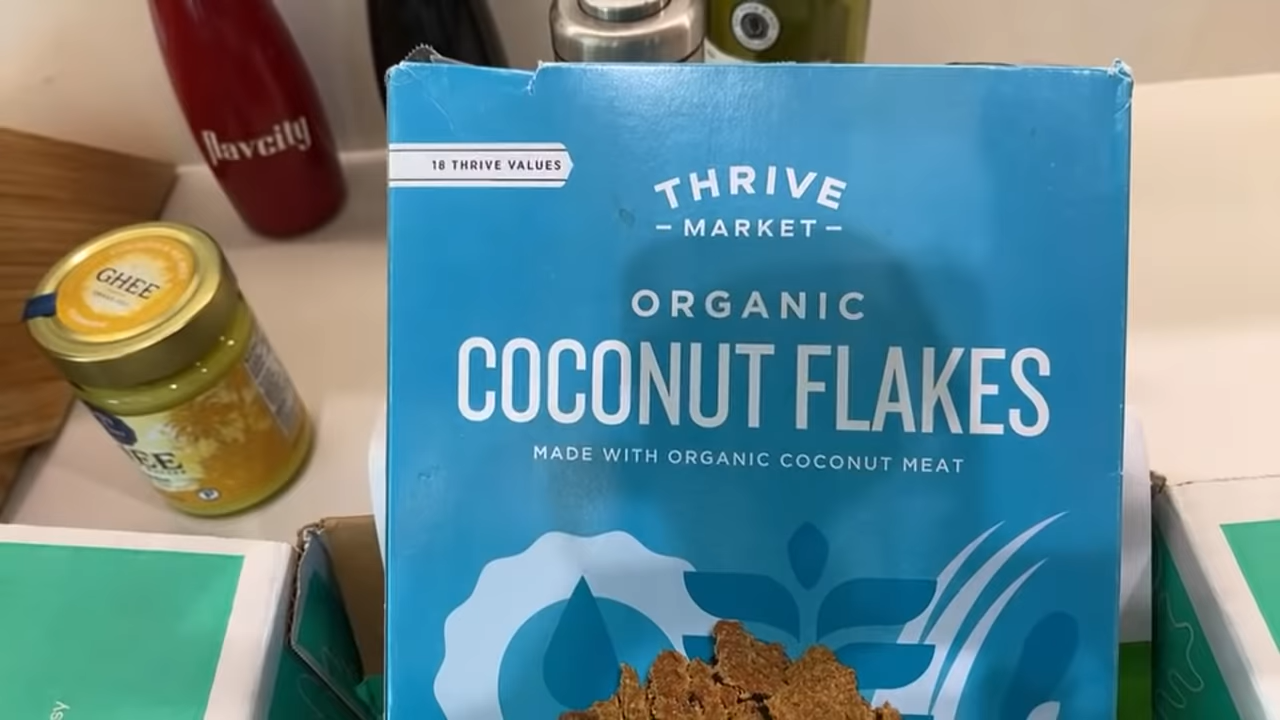 flavcity
18 THRIVE VALUES
THRIVE
– MARKET –
ORGANIC
COCONUT FLAKES
MADE WITH ORGANIC COCONUT MEAT
GHEE